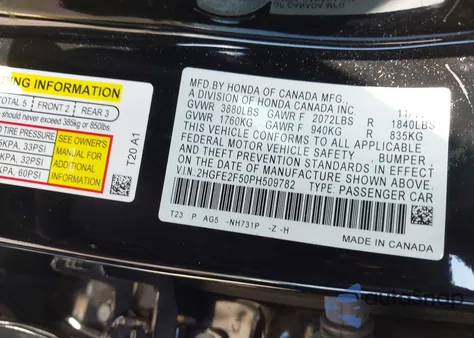 MFD.BY HONDA OF CANADA MFG.,
A DIVISION OF HONDA CANADA INC
GVWR 3880LBS GAWR F 2072LBS R 1840LBS
GVWR 1760KG GAWR F 940KG R 835KG
THIS VEHICLE CONFORMS TO ALL APPLICABLE
FEDERAL MOTOR VEHICLE SAFETY, BUMPER,
AND THEFT PREVENTION STANDARDS IN EFFECT
ON THE DATE OF MANUFACTURE SHOWN ABOVE.
V.I.N: 2HGFE2F50PH509782 TYPE: PASSENGER CAR
T23 P AG5 -NH731P -Z -H
MADE IN CANADA
ING INFORMATION
TOTAL 5 FRONT 2 REAR 3
should never exceed 385kg or 850lbs.
TIRE PRESSURE
KPA, 33PSI
KPA, 32PSI
KPA, 60PSI
SEE OWNER'S
MANUAL FOR
ADDITIONAL
INFORMATION
T20 A1
autoSnap